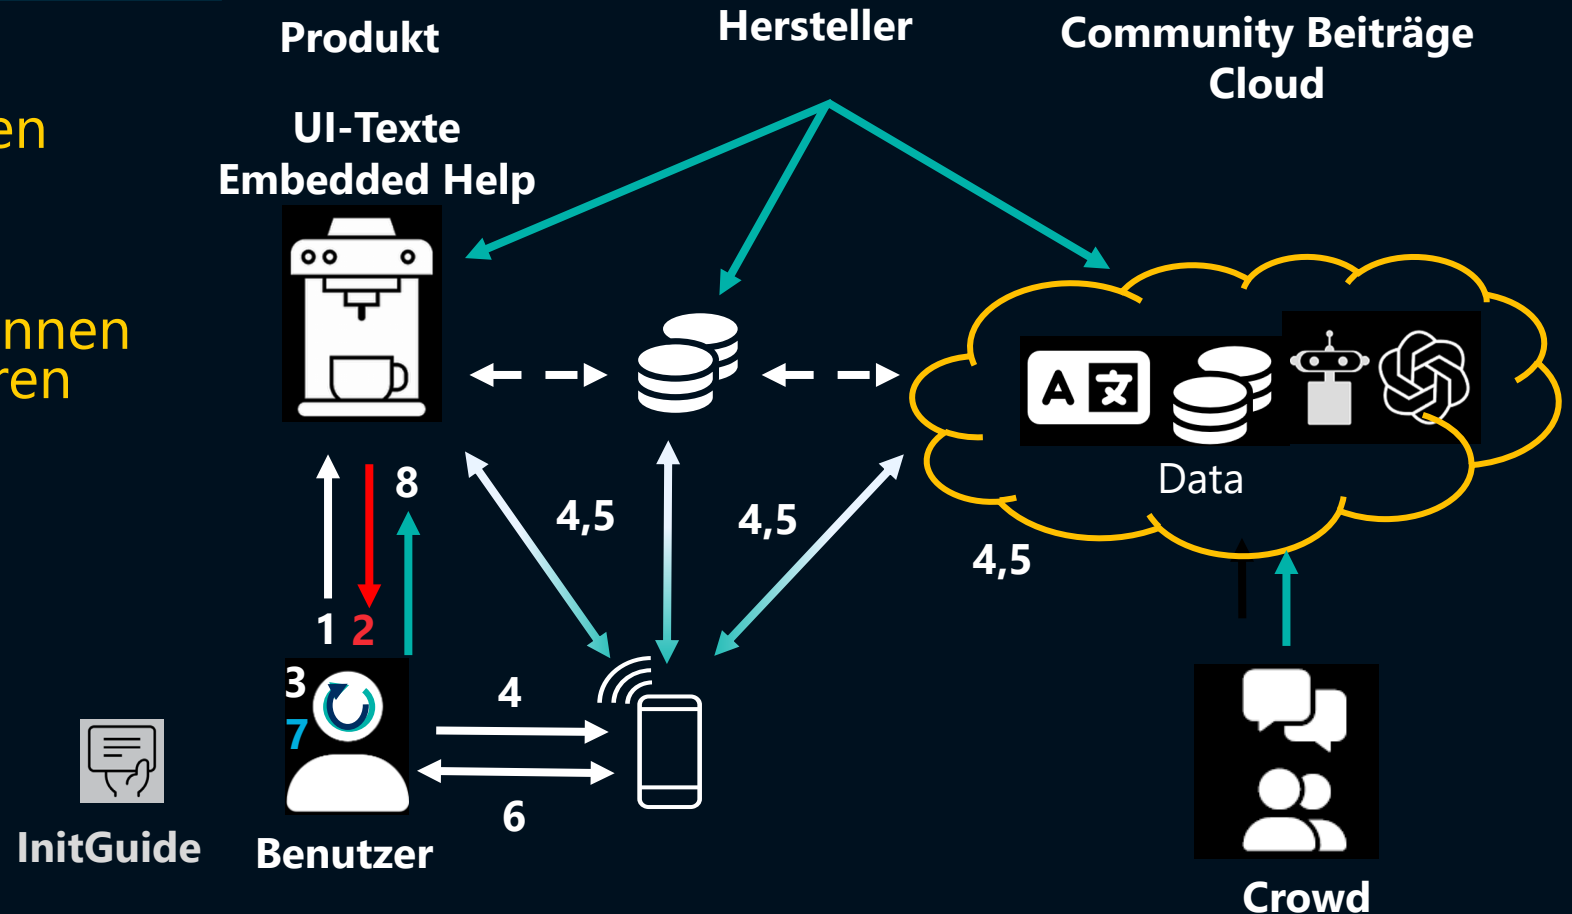 Produkt
Hersteller
Community Beiträge
Cloud
UI-Texte
Embedded Help
en
nnen
ren
A 文
Data
8
4,5
4,5
4,5
1 2
3
7
4
6
InitGuide
Benutzer
Crowd